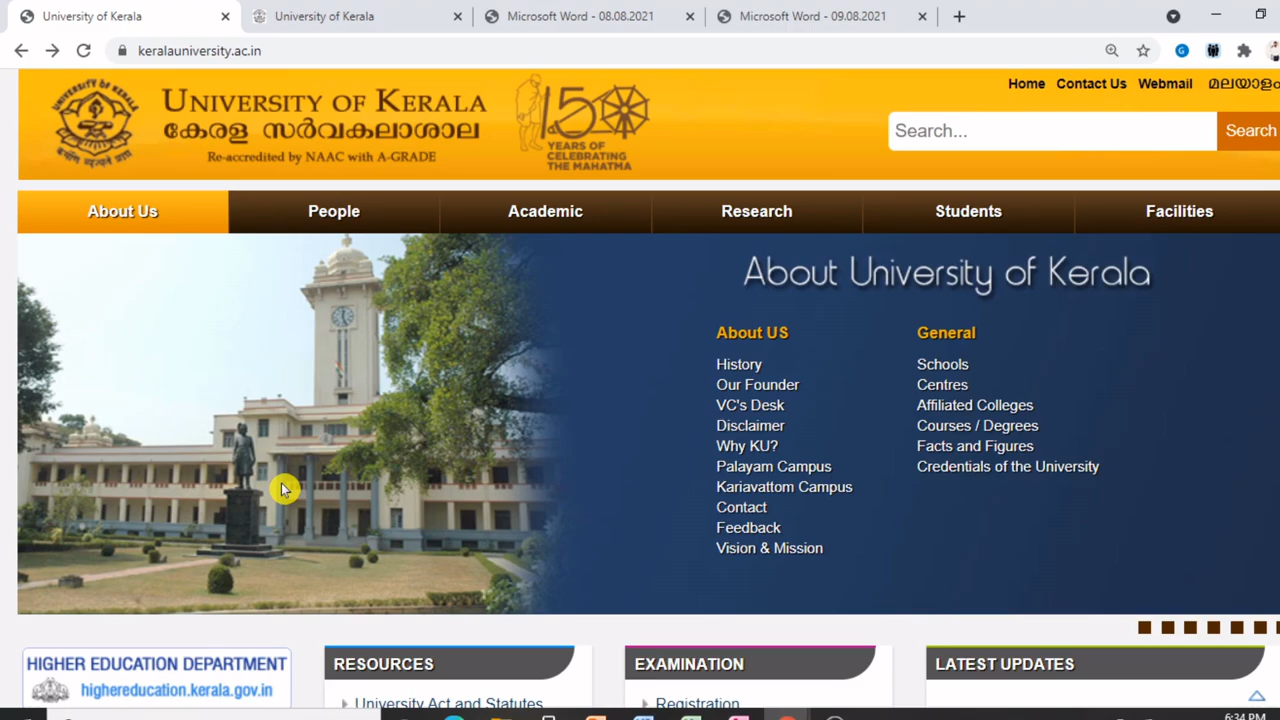 University of Kerala
University of Kerala
Microsoft Word - 08.08.2021
Microsoft Word - 09.08.2021
keralauniversity.ac.in
Home Contact Us Webmail മലയാളം
UNIVERSITY OF KERALA
കേരള സർവകലാശാല
Re-accredited by NAAC with A-GRADE
150
YEARS OF
CELEBRATING
THE MAHATMA
Search...
Search
About Us People Academic Research Students Facilities
About University of Kerala
About US
History
Our Founder
VC's Desk
Disclaimer
Why KU?
Palayam Campus
Kariavattom Campus
Contact
Feedback
Vision & Mission
General
Schools
Centres
Affiliated Colleges
Courses / Degrees
Facts and Figures
Credentials of the University
HIGHER EDUCATION DEPARTMENT
highereducation.kerala.gov.in
RESOURCES
University Act and Statutes
EXAMINATION
Registration
LATEST UPDATES
6:34 PM